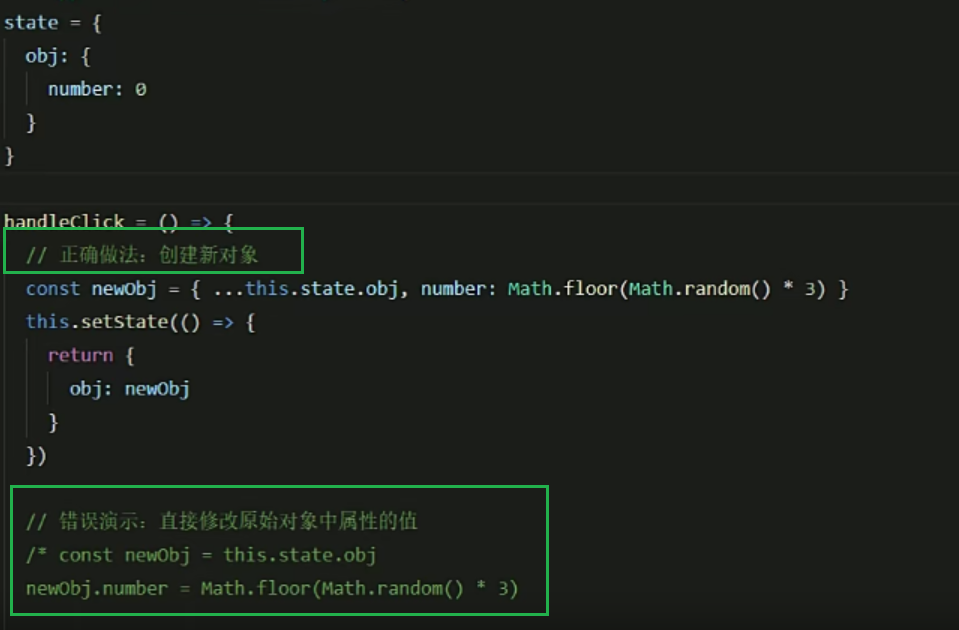 state = {
obj: {
number: 0
}
}
handleClick = () => {
// 正确做法：创建新对象
const newObj = { ...this.state.obj, number: Math.floor(Math.random() * 3) }
this.setState(() => {
return {
obj: newObj
}
})
// 错误演示：直接修改原始对象中属性的值
/* const newObj = this.state.obj
newObj.number = Math.floor(Math.random() * 3)